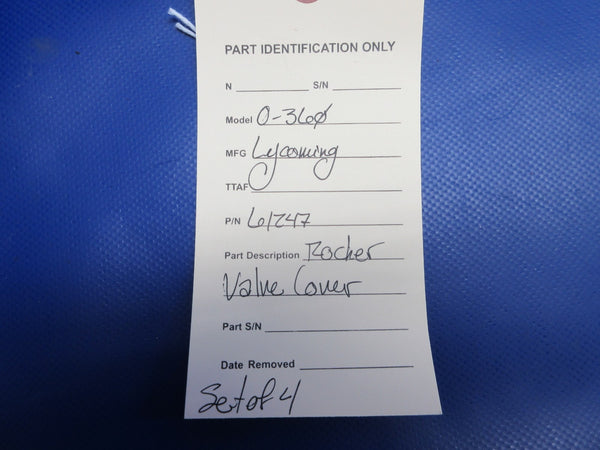 PART IDENTIFICATION ONLY
N S/N
Model O-360
MFG Lycoming
TTAF
P/N 61247
Part Description Rocker
Valve Cover
Part S/N
Date Removed
Set of 4